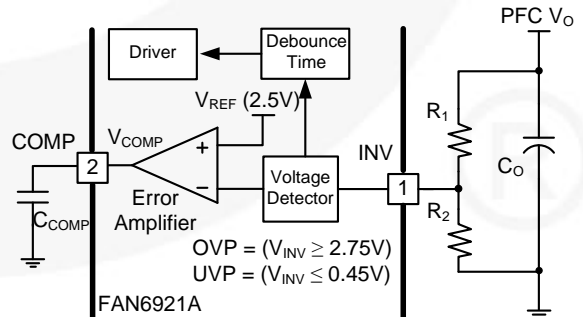 PFC VO
Driver
Debounce
Time
VREF (2.5V)
R1
COMP
VCOMP
INV
CO
2
+
−
Voltage
Detector
1
CCOMP
Error
Amplifier
R2
OVP = (VINV ≥ 2.75V)
UVP = (VINV ≤ 0.45V)
FAN6921A
®